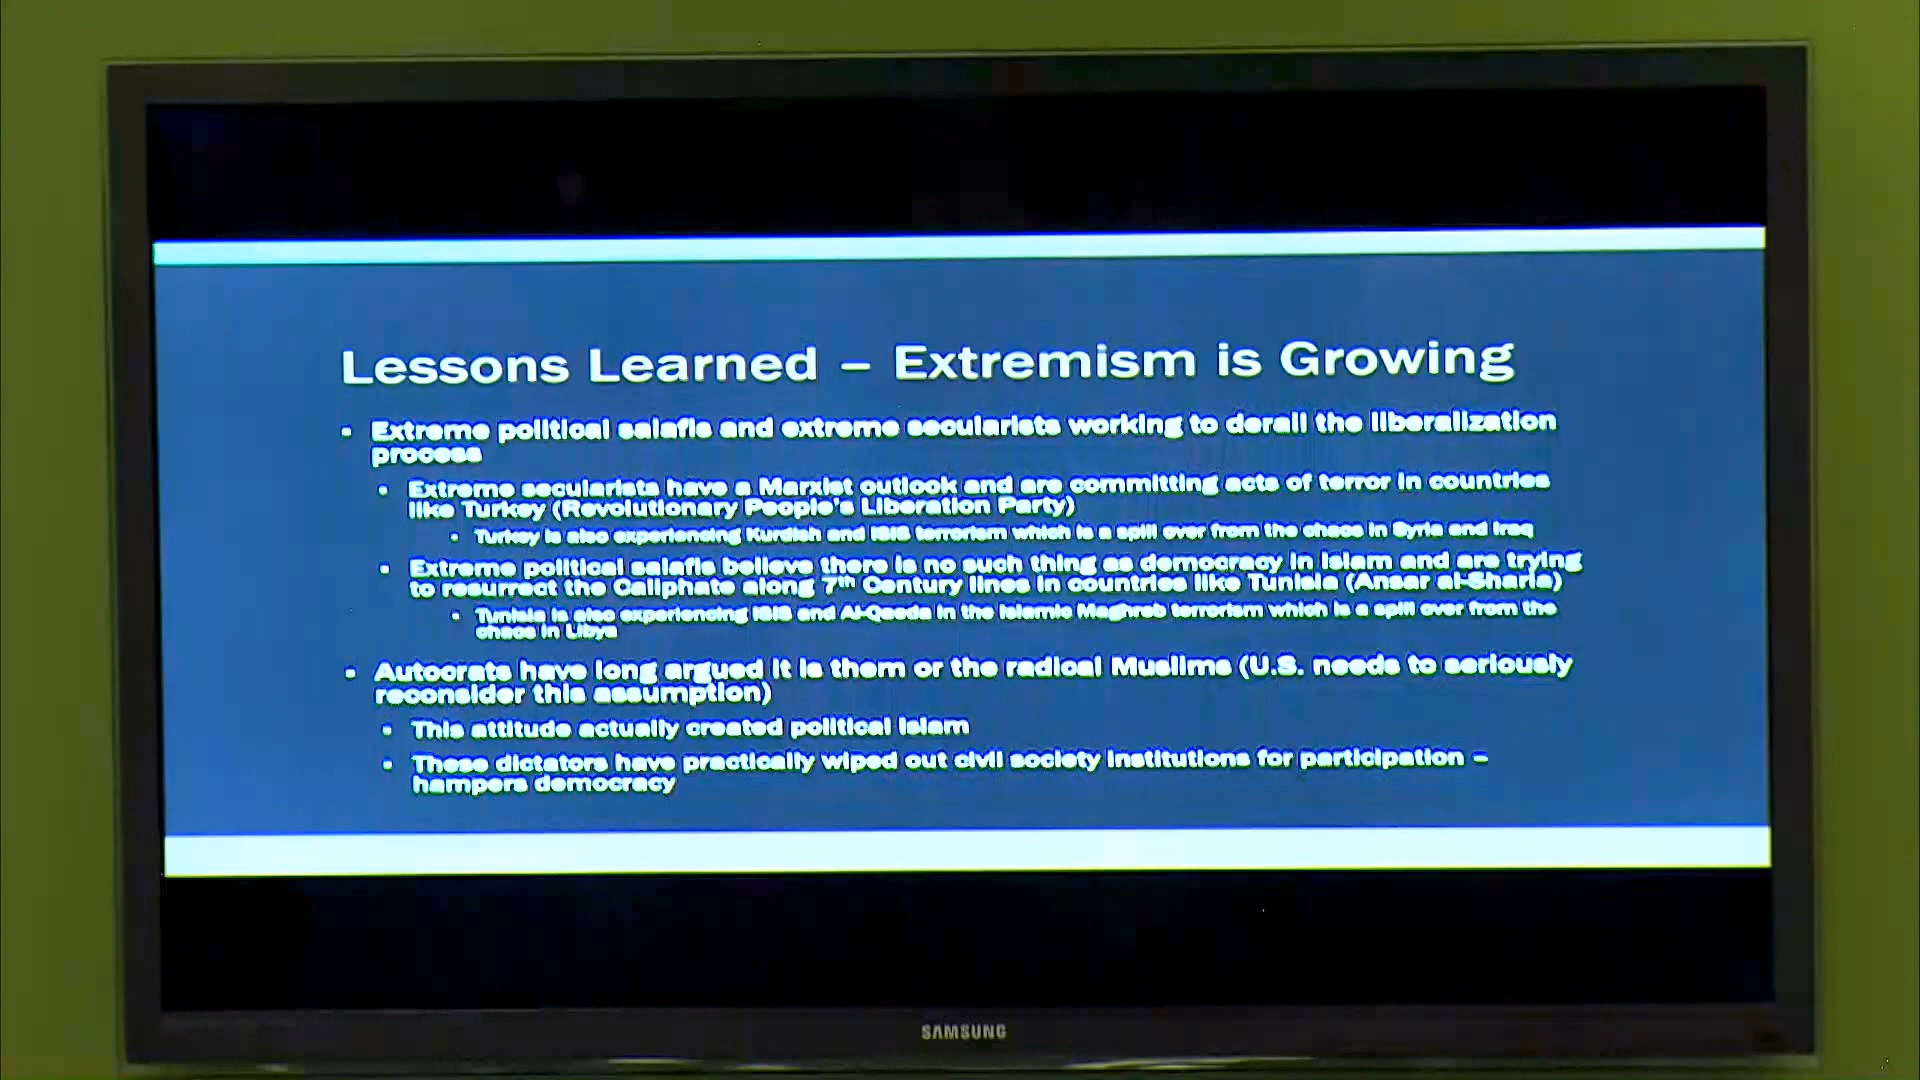 Lessons Learned – Extremism is Growing
▪ Extreme political salafis and extreme secularists working to derail the liberalization
process
▪ Extreme secularists have a Marxist outlook and are committing acts of terror in countries
like Turkey (Revolutionary People's Liberation Party)
▪ Turkey is also experiencing Kurdish and ISIS terrorism which is a spill over from the chaos in Syria and Iraq
▪ Extreme political salafis believe there is no such thing as democracy in Islam and are trying
to resurrect the Caliphate along 7th Century lines in countries like Tunisia (Ansar al-Sharia)
▪ Tunisia is also experiencing ISIS and Al-Qaeda in the Islamic Maghreb terrorism which is a spill over from the
chaos in Libya
▪ Autocrats have long argued it is them or the radical Muslims (U.S. needs to seriously
reconsider this assumption)
▪ This attitude actually created political Islam
▪ These dictators have practically wiped out civil society institutions for participation –
hampers democracy
SAMSUNG